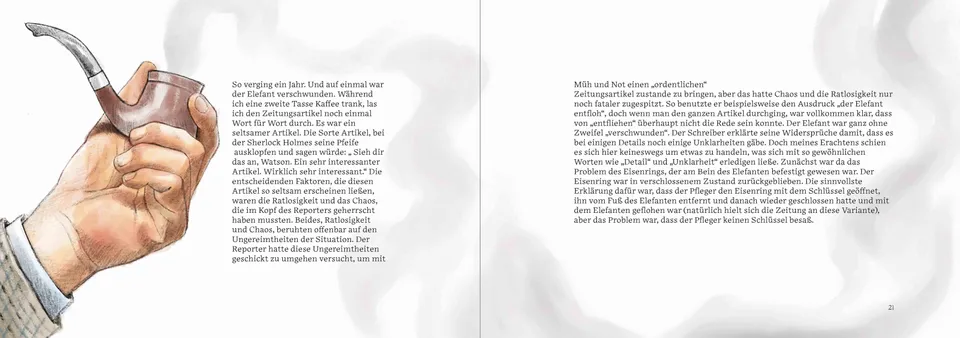 So verging ein Jahr. Und auf einmal war
der Elefant verschwunden. Während
ich eine zweite Tasse Kaffee trank, las
ich den Zeitungsartikel noch einmal
Wort für Wort durch. Es war ein
seltsamer Artikel. Die Sorte Artikel, bei
der Sherlock Holmes seine Pfeife
ausklopfen und sagen würde: „ Sieh dir
das an, Watson. Ein sehr interessanter
Artikel. Wirklich sehr interessant.“ Die
entscheidenden Faktoren, die diesen
Artikel so seltsam erscheinen ließen,
waren die Ratlosigkeit und das Chaos,
die im Kopf des Reporters geherrscht
haben mussten. Beides, Ratlosigkeit
und Chaos, beruhten offenbar auf den
Ungereimtheiten der Situation. Der
Reporter hatte diese Ungereimtheiten
geschickt zu umgehen versucht, um mit
Müh und Not einen „ordentlichen“
Zeitungsartikel zustande zu bringen, aber das hatte Chaos und die Ratlosigkeit nur
noch fataler zugespitzt. So benutzte er beispielsweise den Ausdruck „der Elefant
entfloh“, doch wenn man den ganzen Artikel durchging, war vollkommen klar, dass
von „entfliehen“ überhaupt nicht die Rede sein konnte. Der Elefant war ganz ohne
Zweifel „verschwunden“. Der Schreiber erklärte seine Widersprüche damit, dass es
bei einigen Details noch einige Unklarheiten gäbe. Doch meines Erachtens schien
es sich hier keineswegs um etwas zu handeln, was sich mit so gewöhnlichen
Worten wie „Detail“ und „Unklarheit“ erledigen ließe. Zunächst war da das
Problem des Eisenrings, der am Bein des Elefanten befestigt gewesen war. Der
Eisenring war in verschlossenem Zustand zurückgeblieben. Die sinnvollste
Erklärung dafür war, dass der Pfleger den Eisenring mit dem Schlüssel geöffnet,
ihn vom Fuß des Elefanten entfernt und danach wieder geschlossen hatte und mit
dem Elefanten geflohen war (natürlich hielt sich die Zeitung an diese Variante),
aber das Problem war, dass der Pfleger keinen Schlüssel besaß.
21